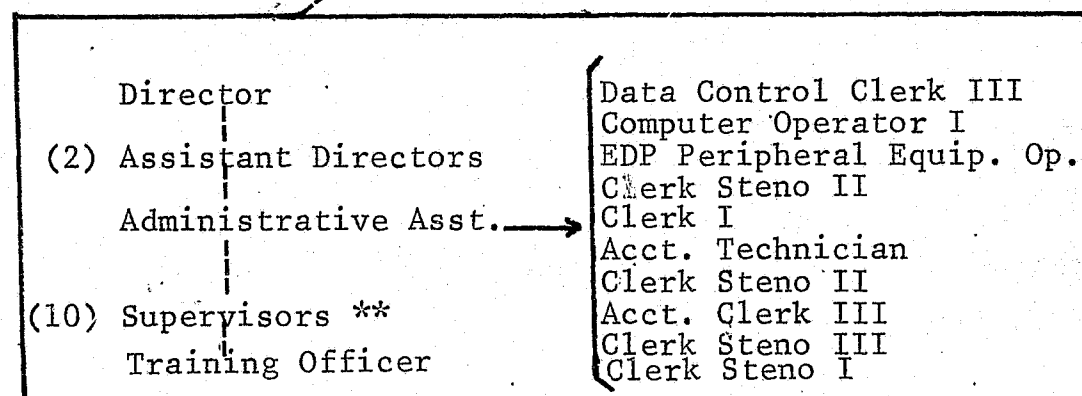 Director
(2) Assistant Directors
Administrative Asst.
(10) Supervisors **
Training Officer
Data Control Clerk III
Computer Operator I
EDP Peripheral Equip. Op.
Clerk Steno II
Clerk I
Acct. Technician
Clerk Steno II
Acct. Clerk III
Clerk Steno III
Clerk Steno I